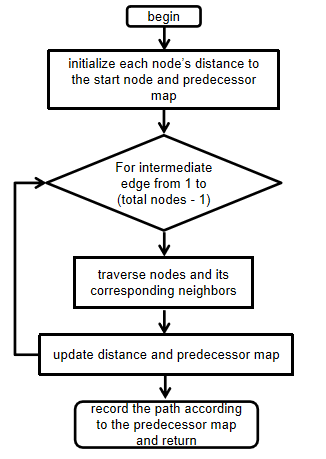 begin
initialize each node's distance to
the start node and predecessor
map
For intermediate
edge from 1 to
(total nodes - 1)
traverse nodes and its
corresponding neighbors
update distance and predecessor map
record the path according
to the predecessor map
and return